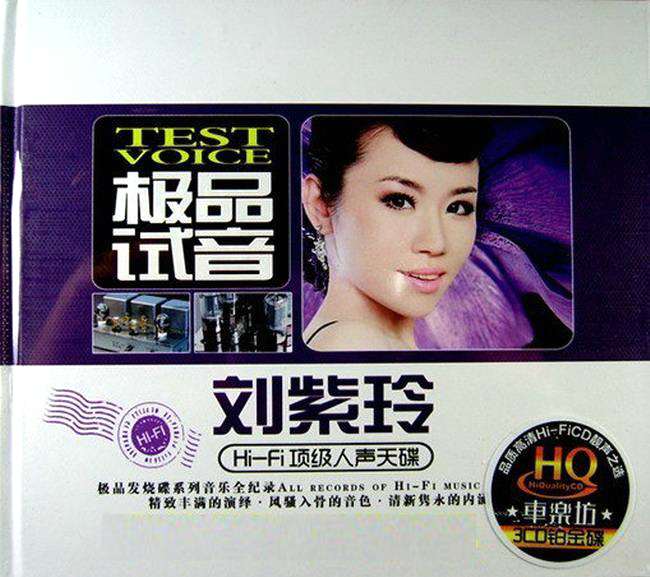 TEST
VOICE
极品
试音
刘紫玲
HI-FI
Hi-Fi 顶级人声天碟
极品发烧碟系列音乐全纪录ALL RECORDS OF HI-FI MUSIC
精致丰满的演绎·风骚入骨的音色·清新隽永的内涵
品质高清Hi-FiCD靓声之选
HQ
HiQualityCD
★車樂坊★
3CD铂金碟